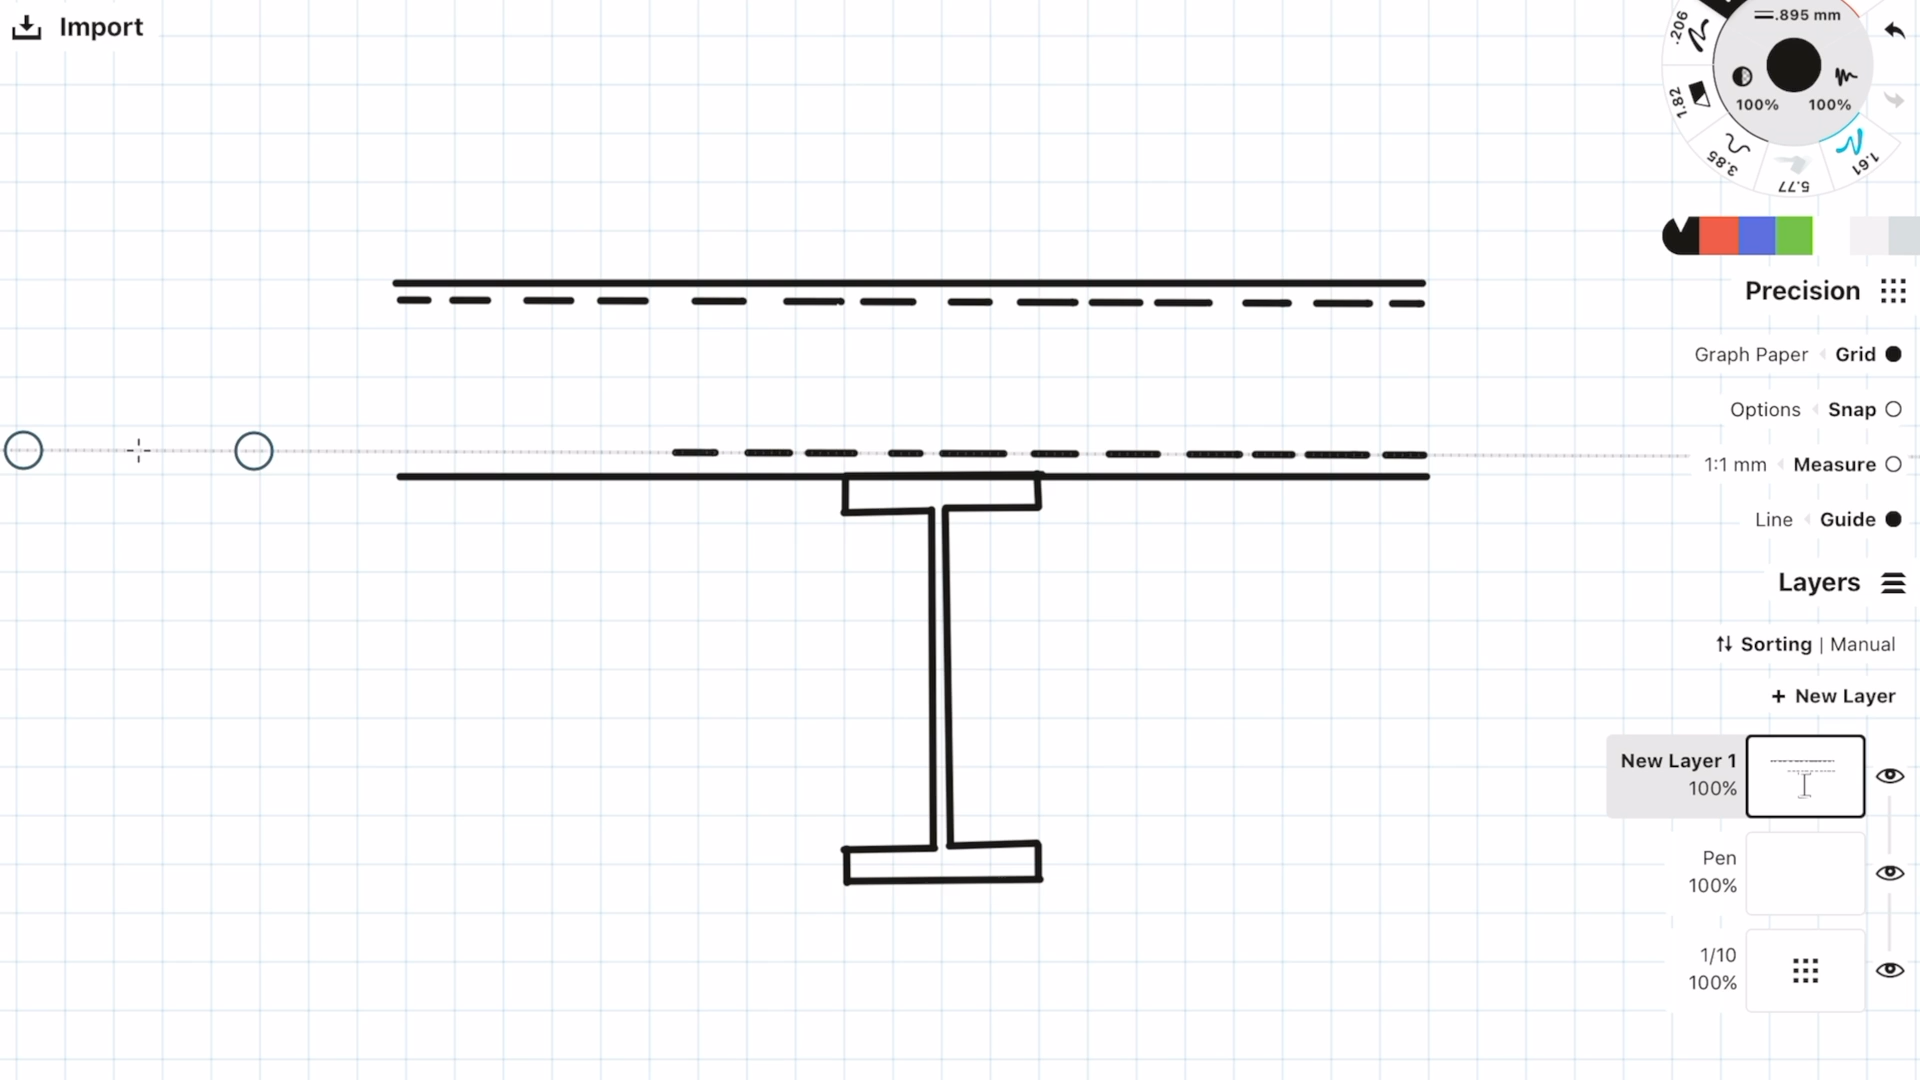 Import
.895 mm
.206
100% 100%
1.82
3.85
5.77
1.61
Precision
Graph Paper Grid
Options Snap
1:1 mm Measure
Line Guide
Layers
Sorting | Manual
+ New Layer
New Layer 1
100%
Pen
100%
1/10
100%